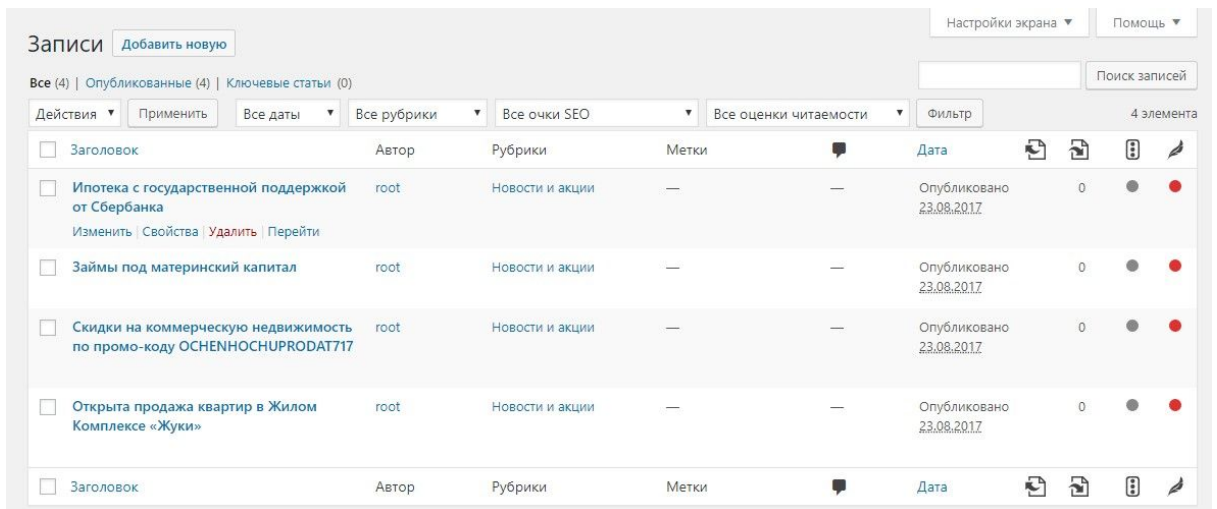 Настройки экрана ▼ Помощь ▼
Записи Добавить новую
Все (4) | Опубликованные (4) | Ключевые статьи (0) Поиск записей
Действия ▼ Применить Все даты ▼ Все рубрики ▼ Все очки SEO ▼ Все оценки читаемости ▼ Фильтр 4 элемента
Заголовок Автор Рубрики Метки Дата
Ипотека с государственной поддержкой root Новости и акции — — Опубликовано 0
от Сбербанка 23.08.2017
Изменить | Свойства | Удалить | Перейти
Займы под материнский капитал root Новости и акции — — Опубликовано 0
23.08.2017
Скидки на коммерческую недвижимость root Новости и акции — — Опубликовано 0
по промо-коду OCHENHOCHUPRODAT717 23.08.2017
Открыта продажа квартир в Жилом root Новости и акции — — Опубликовано 0
Комплексе «Жуки» 23.08.2017
Заголовок Автор Рубрики Метки Дата